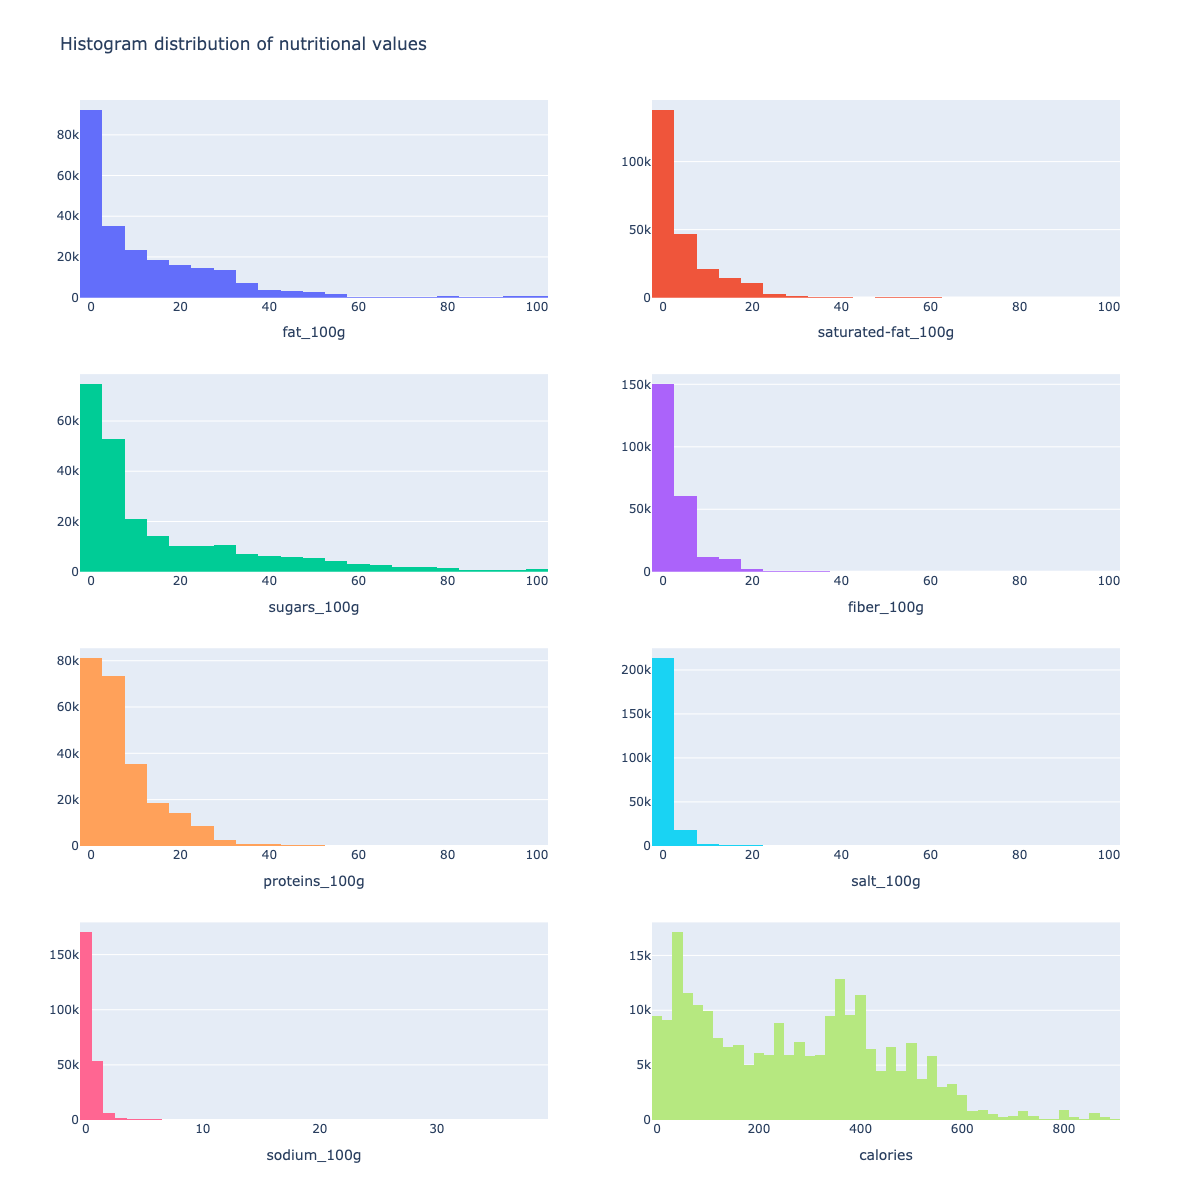 Histogram distribution of nutritional values
80k
60k
40k
20k
0
0 20 40 60 80 100
fat_100g
100k
50k
0
0 20 40 60 80 100
saturated-fat_100g
60k
40k
20k
0
0 20 40 60 80 100
sugars_100g
150k
100k
50k
0
0 20 40 60 80 100
fiber_100g
80k
60k
40k
20k
0
0 20 40 60 80 100
proteins_100g
200k
150k
100k
50k
0
0 20 40 60 80 100
salt_100g
150k
100k
50k
0
0 10 20 30
sodium_100g
15k
10k
5k
0
0 200 400 600 800
calories